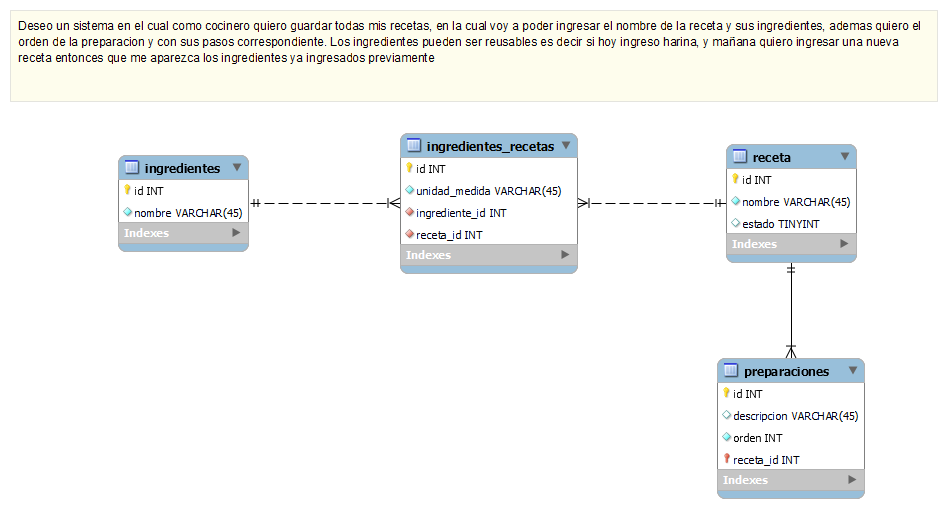 Deseo un sistema en el cual como cocinero quiero guardar todas mis recetas, en la cual voy a poder ingresar el nombre de la receta y sus ingredientes, ademas quiero el
orden de la preparacion y con sus pasos correspondiente. Los ingredientes pueden ser reusables es decir si hoy ingreso harina, y mañana quiero ingresar una nueva
receta entonces que me aparezca los ingredientes ya ingresados previamente
ingredientes
id INT
nombre VARCHAR(45)
Indexes
ingredientes_recetas
id INT
unidad_medida VARCHAR(45)
ingrediente_id INT
receta_id INT
Indexes
receta
id INT
nombre VARCHAR(45)
estado TINYINT
Indexes
preparaciones
id INT
descripcion VARCHAR(45)
orden INT
receta_id INT
Indexes